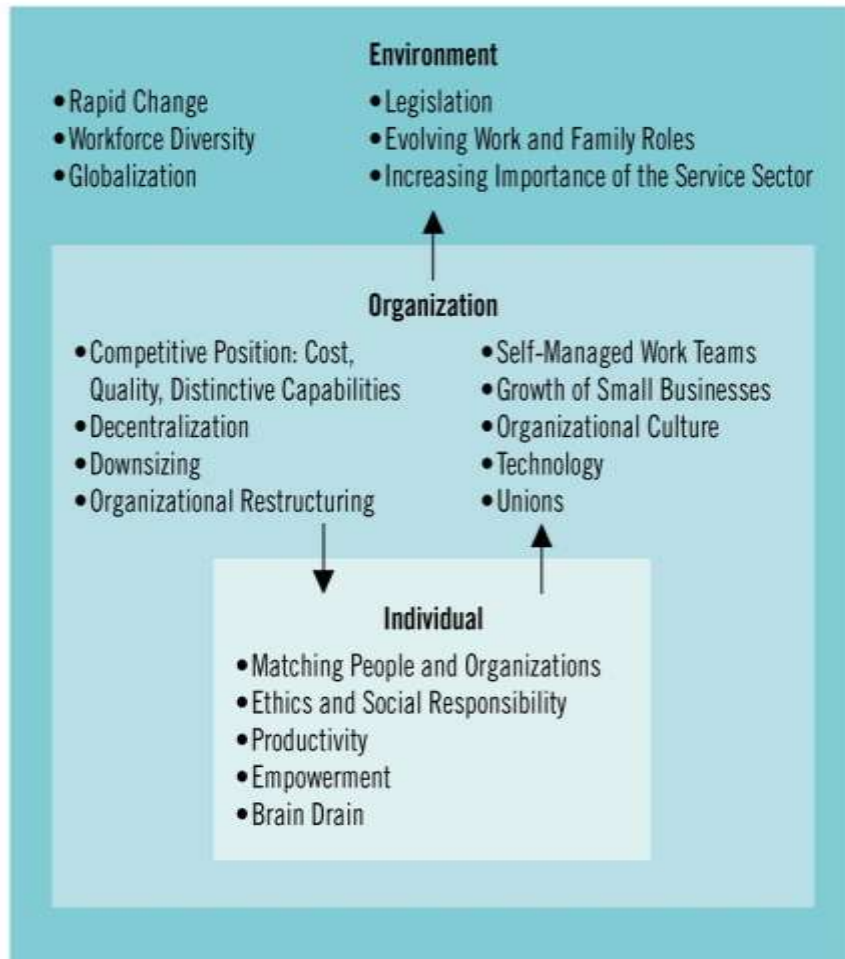 Environment
•Rapid Change
•Workforce Diversity
•Globalization
•Legislation
•Evolving Work and Family Roles
•Increasing Importance of the Service Sector
Organization
•Competitive Position: Cost,
Quality, Distinctive Capabilities
•Decentralization
•Downsizing
•Organizational Restructuring
•Self-Managed Work Teams
•Growth of Small Businesses
•Organizational Culture
•Technology
•Unions
Individual
•Matching People and Organizations
•Ethics and Social Responsibility
•Productivity
•Empowerment
•Brain Drain